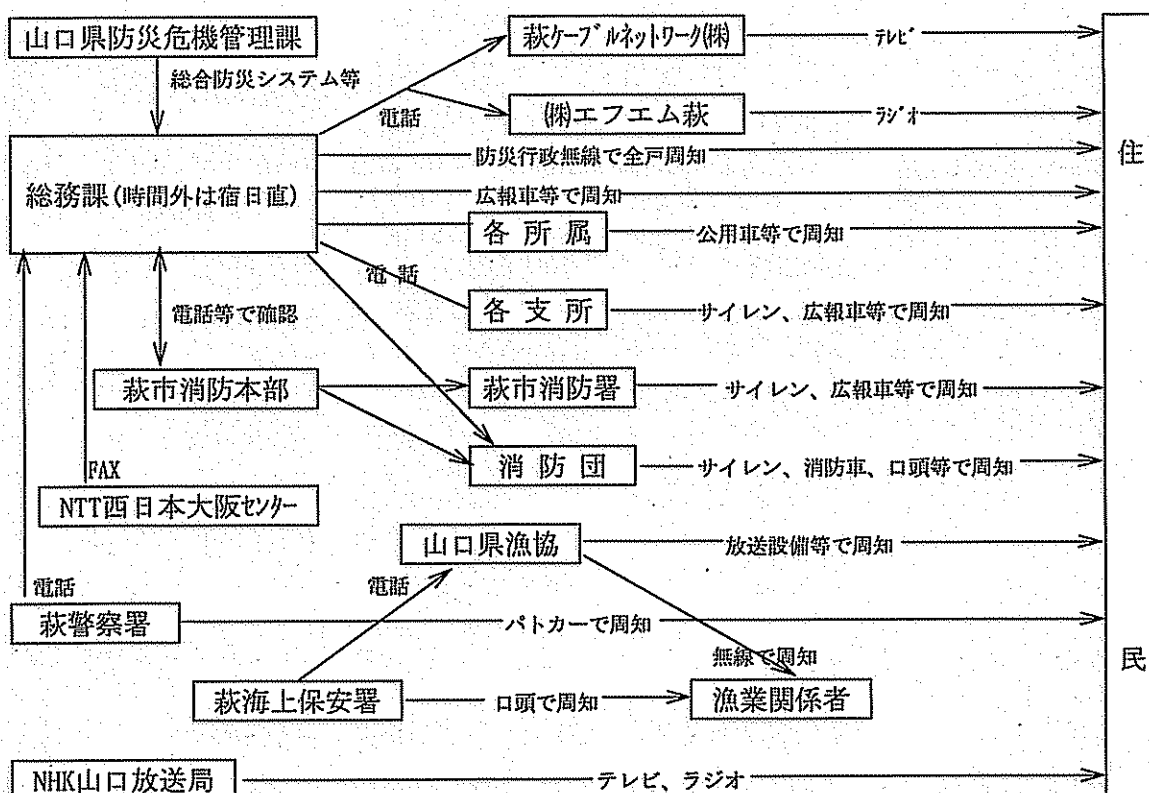 山口県防災危機管理課
総合防災システム等
萩ケーブルネットワーク㈱
テレビ
電話
㈱エフエム萩
ラジオ
総務課(時間外は宿日直)
防災行政無線で全戸周知
広報車等で周知
各所属
公用車等で周知
電話
各支所
サイレン、広報車等で周知
電話等で確認
萩市消防本部
萩市消防署
サイレン、広報車等で周知
消防団
サイレン、消防車、口頭等で周知
FAX
NTT西日本大阪センター
山口県漁協
放送設備等で周知
電話
電話
萩警察署
パトカーで周知
無線で周知
萩海上保安署
口頭で周知
漁業関係者
NHK山口放送局
テレビ、ラジオ
住民